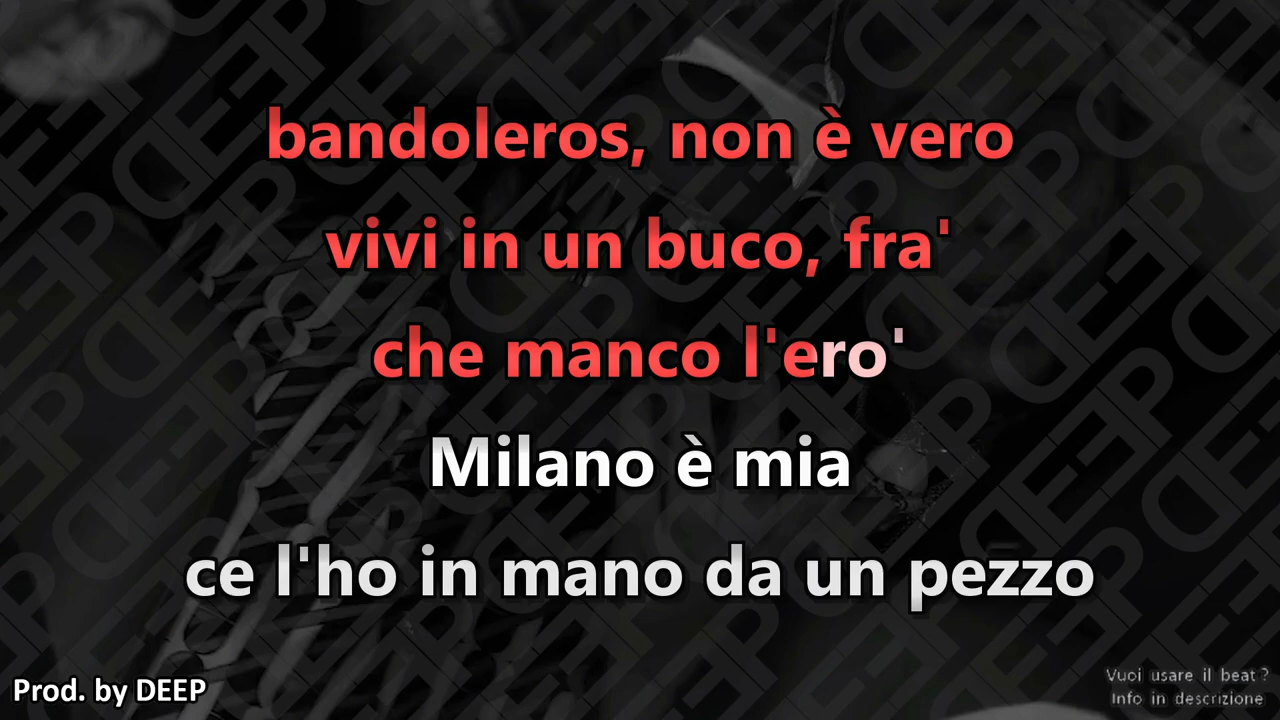 bandoleros, non è vero
vivi in un buco, fra'
che manco l'ero'
Milano è mia
ce l'ho in mano da un pezzo
Prod. by DEEP
Vuoi usare il beat?
Info in descrizione